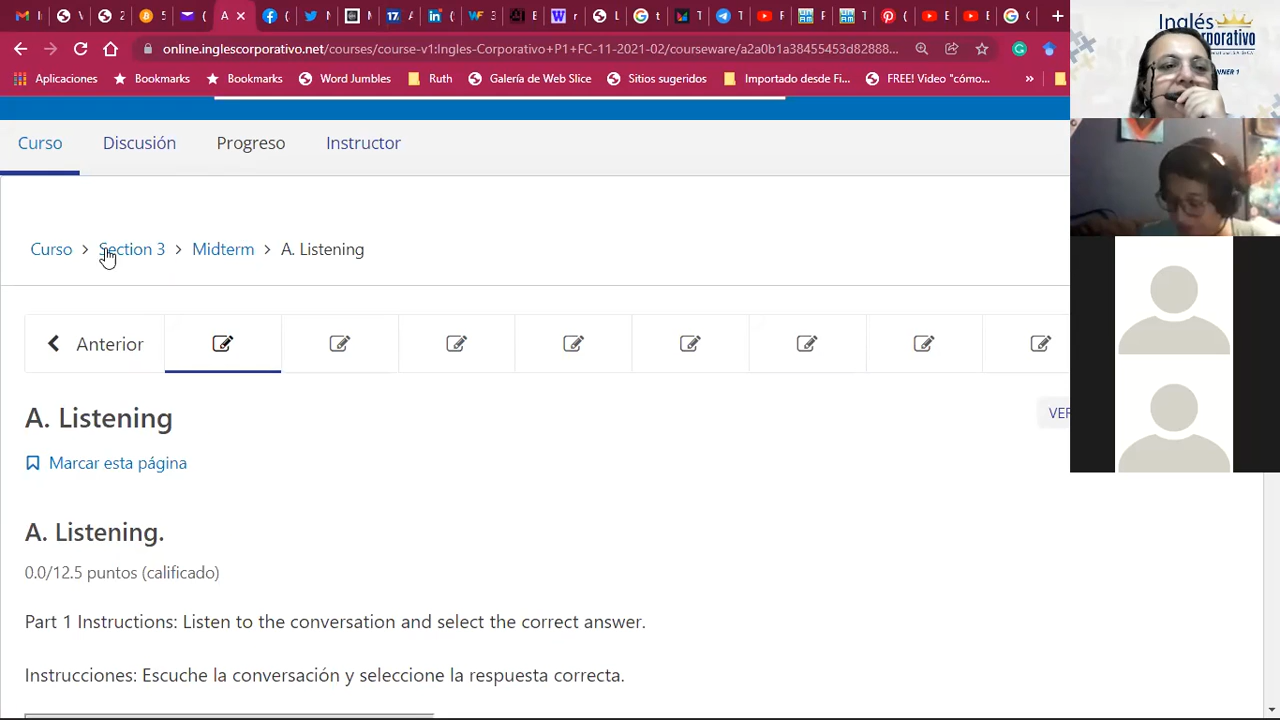 A
online.inglescorporativo.net/courses/course-v1:Ingles-Corporativo+P1+FC-11-2021-02/courseware/a2a0b1a38455453d82888...
Aplicaciones
Bookmarks
Bookmarks
Word Jumbles
Ruth
Galería de Web Slice
Sitios sugeridos
Importado desde Fi...
FREE! Video "cómo...
»
Inglés
Curso
Discusión
Progreso
Instructor
Curso > Section 3 > Midterm > A. Listening
Anterior
A. Listening
VER
Marcar esta página
A. Listening.
0.0/12.5 puntos (calificado)
Part 1 Instructions: Listen to the conversation and select the correct answer.
Instrucciones: Escuche la conversación y seleccione la respuesta correcta.